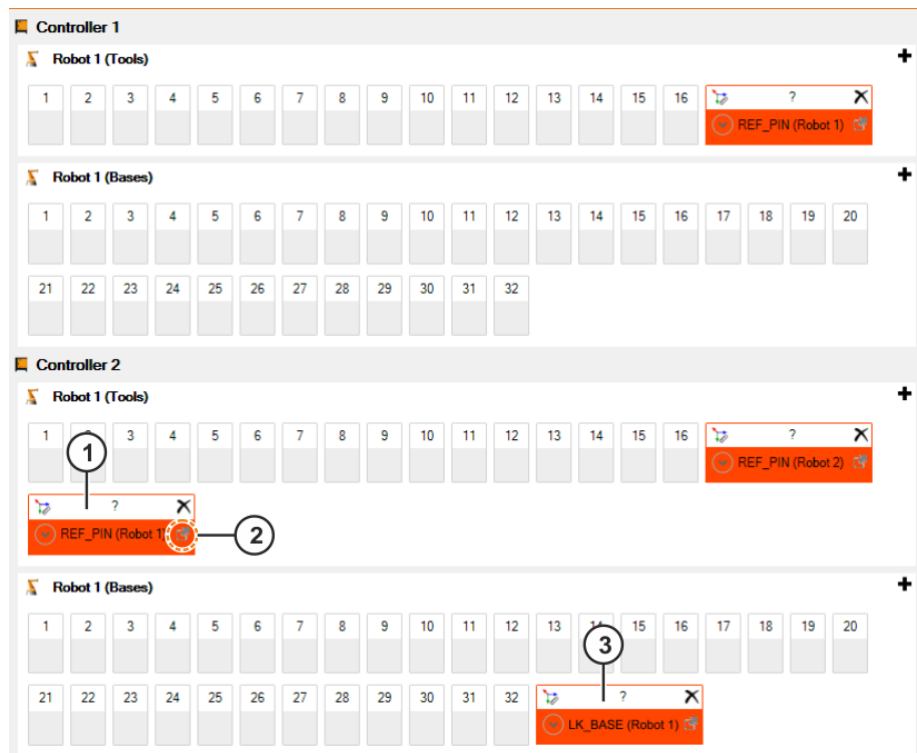 Controller 1
Robot 1 (Tools)
1 2 3 4 5 6 7 8 9 10 11 12 13 14 15 16 ?
REF_PIN (Robot 1)
Robot 1 (Bases)
1 2 3 4 5 6 7 8 9 10 11 12 13 14 15 16 17 18 19 20
21 22 23 24 25 26 27 28 29 30 31 32
Controller 2
Robot 1 (Tools)
1 2 3 4 5 6 7 8 9 10 11 12 13 14 15 16 ?
1
REF_PIN (Robot 2)
?
REF_PIN (Robot 1)
2
Robot 1 (Bases)
1 2 3 4 5 6 7 8 9 10 11 12 13 14 15 16 17 18 19 20
3
21 22 23 24 25 26 27 28 29 30 31 32 ?
LK_BASE (Robot 1)